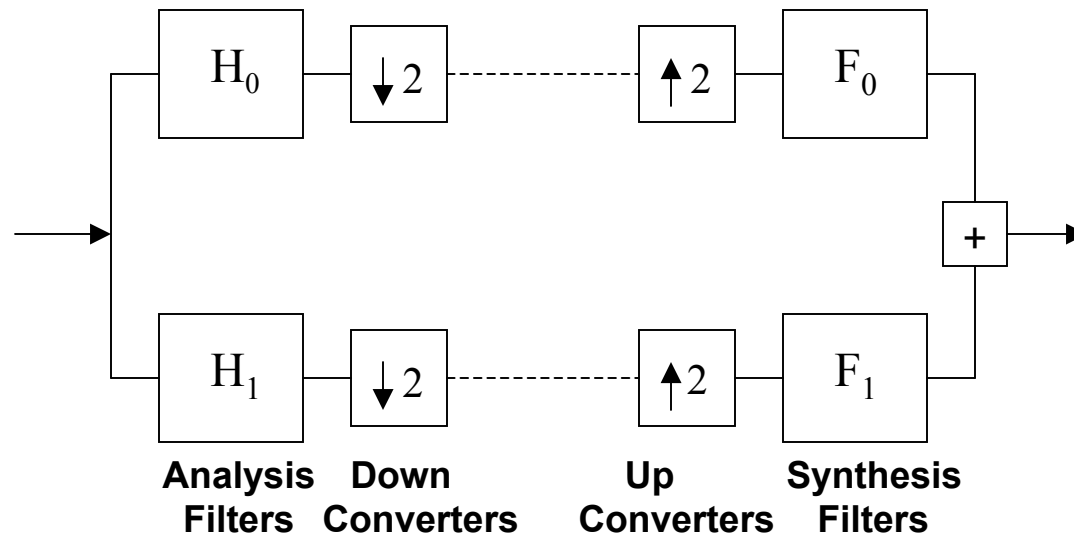 H₀ ↓ 2 ↑ 2 F₀
+
H₁ ↓ 2 ↑ 2 F₁
Analysis Down Up Synthesis
Filters Converters Converters Filters